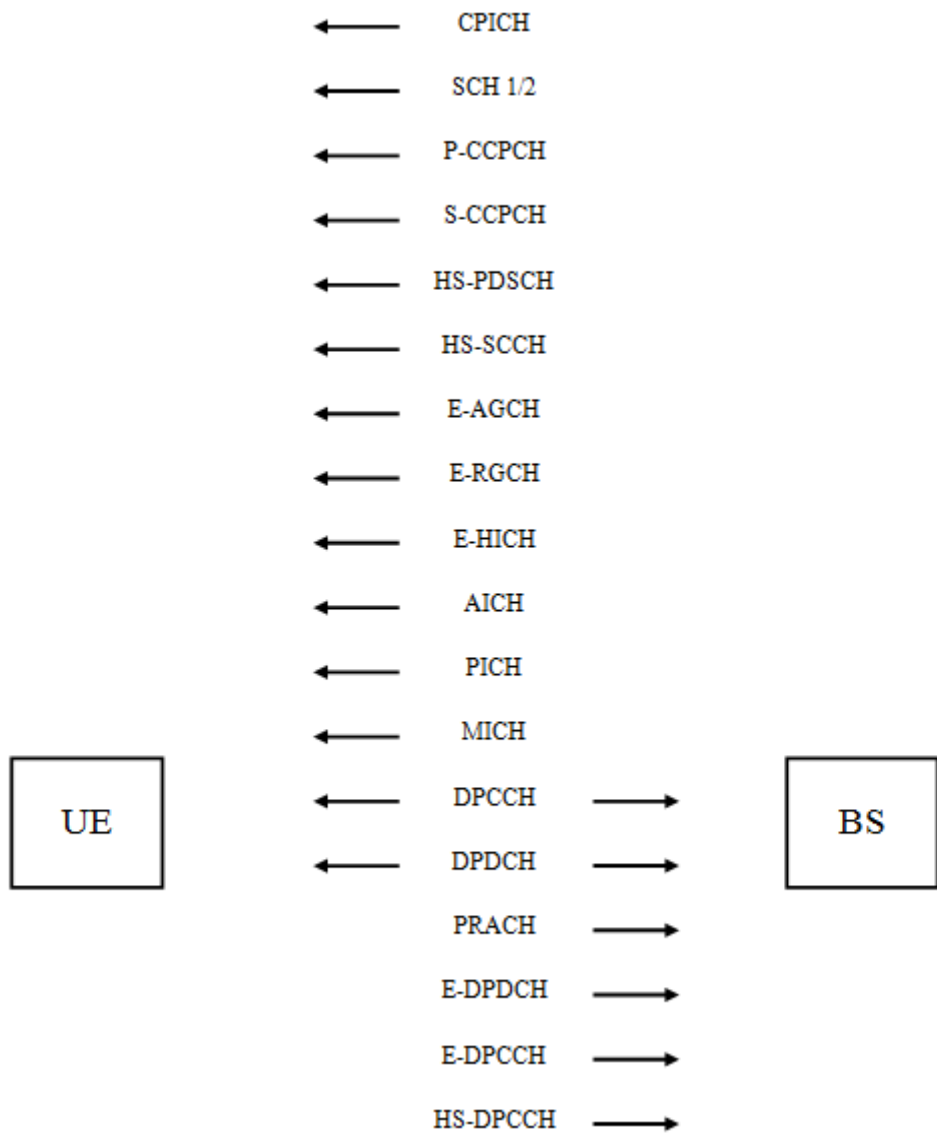 CPICH
SCH 1/2
P-CCPCH
S-CCPCH
HS-PDSCH
HS-SCCH
E-AGCH
E-RGCH
E-HICH
AICH
PICH
MICH
DPCCH
UE
BS
DPDCH
PRACH
E-DPDCH
E-DPCCH
HS-DPCCH